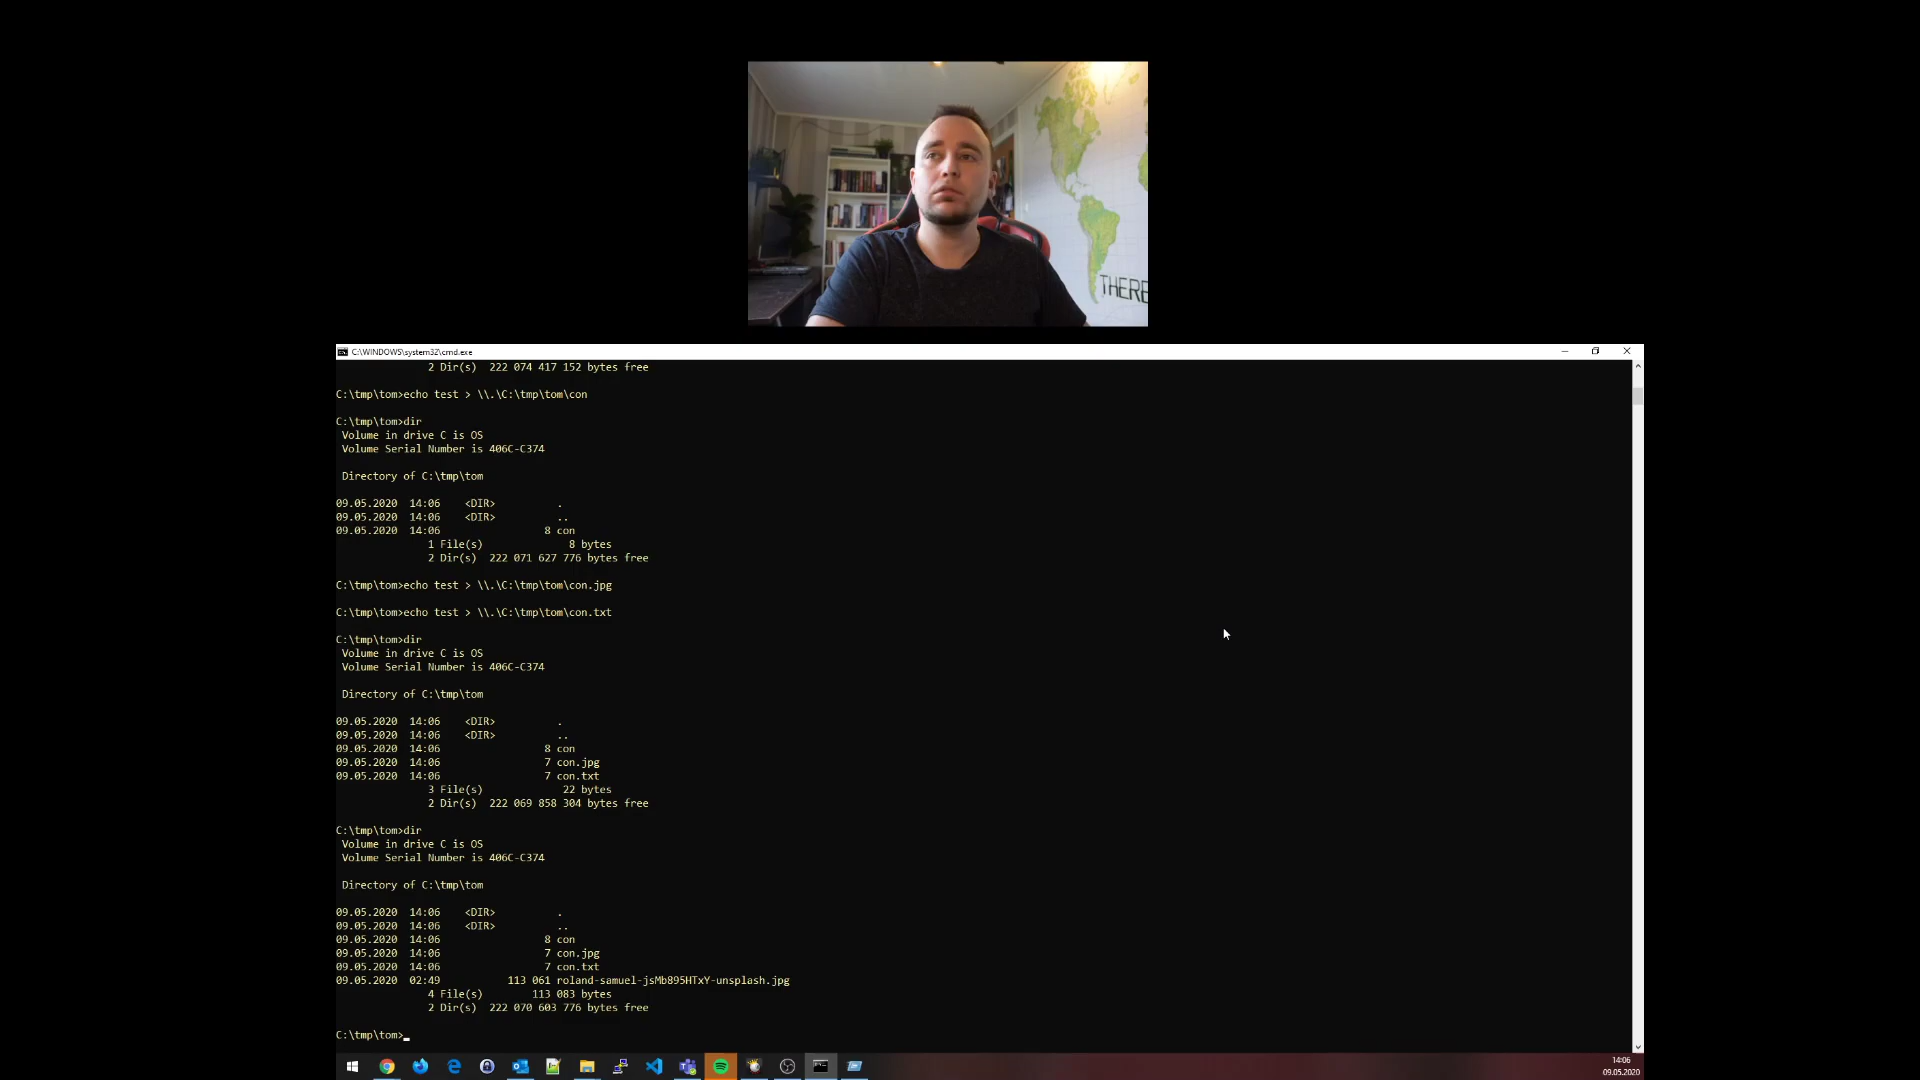 THERE
C:\WINDOWS\system32\cmd.exe
2 Dir(s)  222 074 417 152 bytes free
C:\tmp\tom>echo test > \\.\C:\tmp\tom\con
C:\tmp\tom>dir
Volume in drive C is OS
Volume Serial Number is 406C-C374
Directory of C:\tmp\tom
09.05.2020  14:06    <DIR>          .
09.05.2020  14:06    <DIR>          ..
09.05.2020  14:06                 8 con
1 File(s)              8 bytes
2 Dir(s)  222 071 627 776 bytes free
C:\tmp\tom>echo test > \\.\C:\tmp\tom\con.jpg
C:\tmp\tom>echo test > \\.\C:\tmp\tom\con.txt
C:\tmp\tom>dir
Volume in drive C is OS
Volume Serial Number is 406C-C374
Directory of C:\tmp\tom
09.05.2020  14:06    <DIR>          .
09.05.2020  14:06    <DIR>          ..
09.05.2020  14:06                 8 con
09.05.2020  14:06                 7 con.jpg
09.05.2020  14:06                 7 con.txt
3 File(s)             22 bytes
2 Dir(s)  222 069 858 304 bytes free
C:\tmp\tom>dir
Volume in drive C is OS
Volume Serial Number is 406C-C374
Directory of C:\tmp\tom
09.05.2020  14:06    <DIR>          .
09.05.2020  14:06    <DIR>          ..
09.05.2020  14:06                 8 con
09.05.2020  14:06                 7 con.jpg
09.05.2020  14:06                 7 con.txt
09.05.2020  02:49           113 061 roland-samuel-jsMb895HTxY-unsplash.jpg
4 File(s)        113 083 bytes
2 Dir(s)  222 070 603 776 bytes free
C:\tmp\tom>_
14:06
09.05.2020